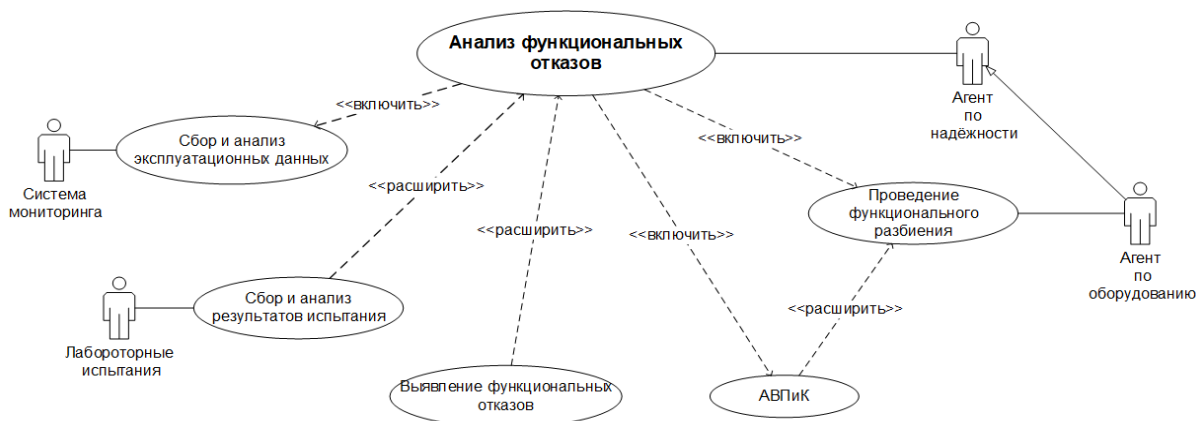 Анализ функциональных
отказов
Агент
по
надёжности
<<включить>>
Сбор и анализ
эксплуатационных данных
<<включить>>
Система
мониторинга
<<расширить>>
Проведение
функционального
разбиения
<<расширить>>
<<включить>>
Агент
по
оборудованию
Сбор и анализ
результатов испытания
<<расширить>>
Лабороторные
испытания
Выявление функциональных
отказов
АВПиК